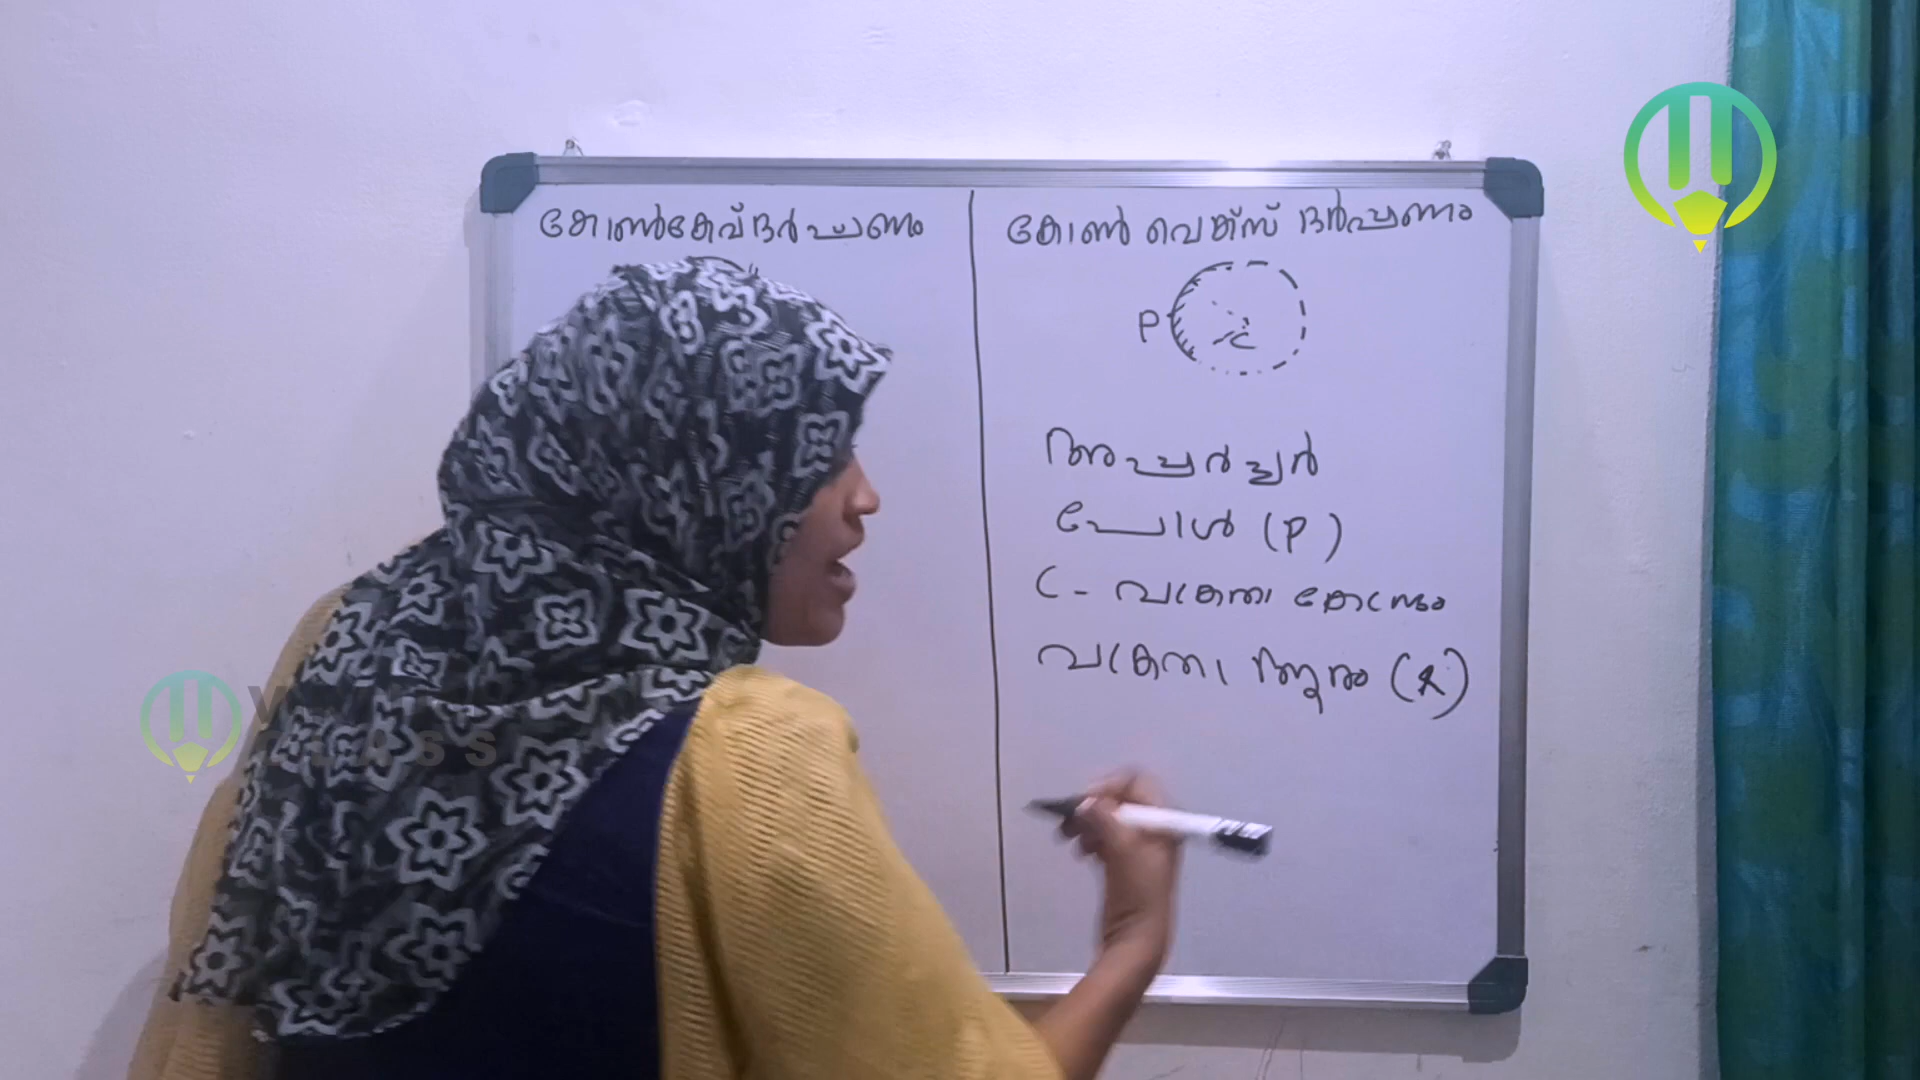 കോൺകേവ് ദർപ്പണം
കോൺവെക്സ് ദർപ്പണം
P
C
അപ്പർച്ചർ
പോൾ (P)
C - വക്രതാ കേന്ദ്രം
വക്രതാ ആരം (R)